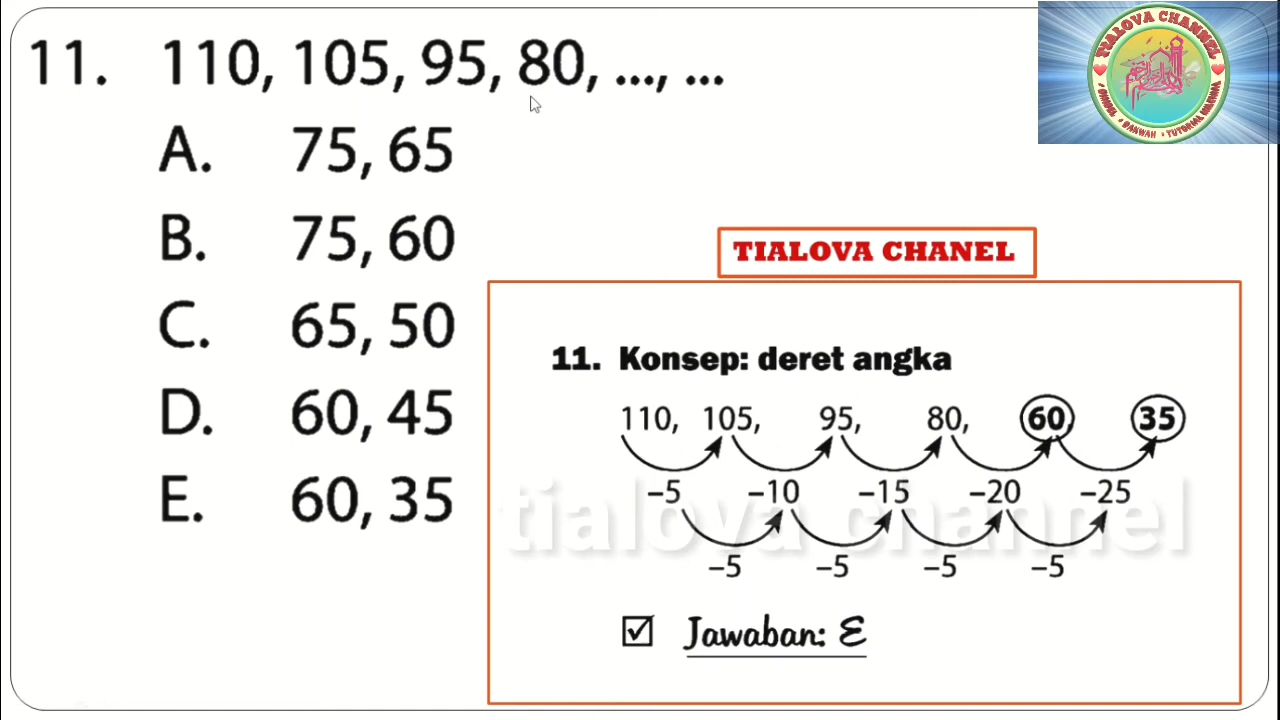 11. 110, 105, 95, 80, ..., ...
A. 75, 65
B. 75, 60
C. 65, 50
D. 60, 45
E. 60, 35
TIALOVA CHANNEL
• DAKWAH • TUTORIAL
TIALOVA CHANEL
11. Konsep: deret angka
110, 105, 95, 80, 60, 35
–5 –10 –15 –20 –25
–5 –5 –5 –5
tialova channel
Jawaban: E